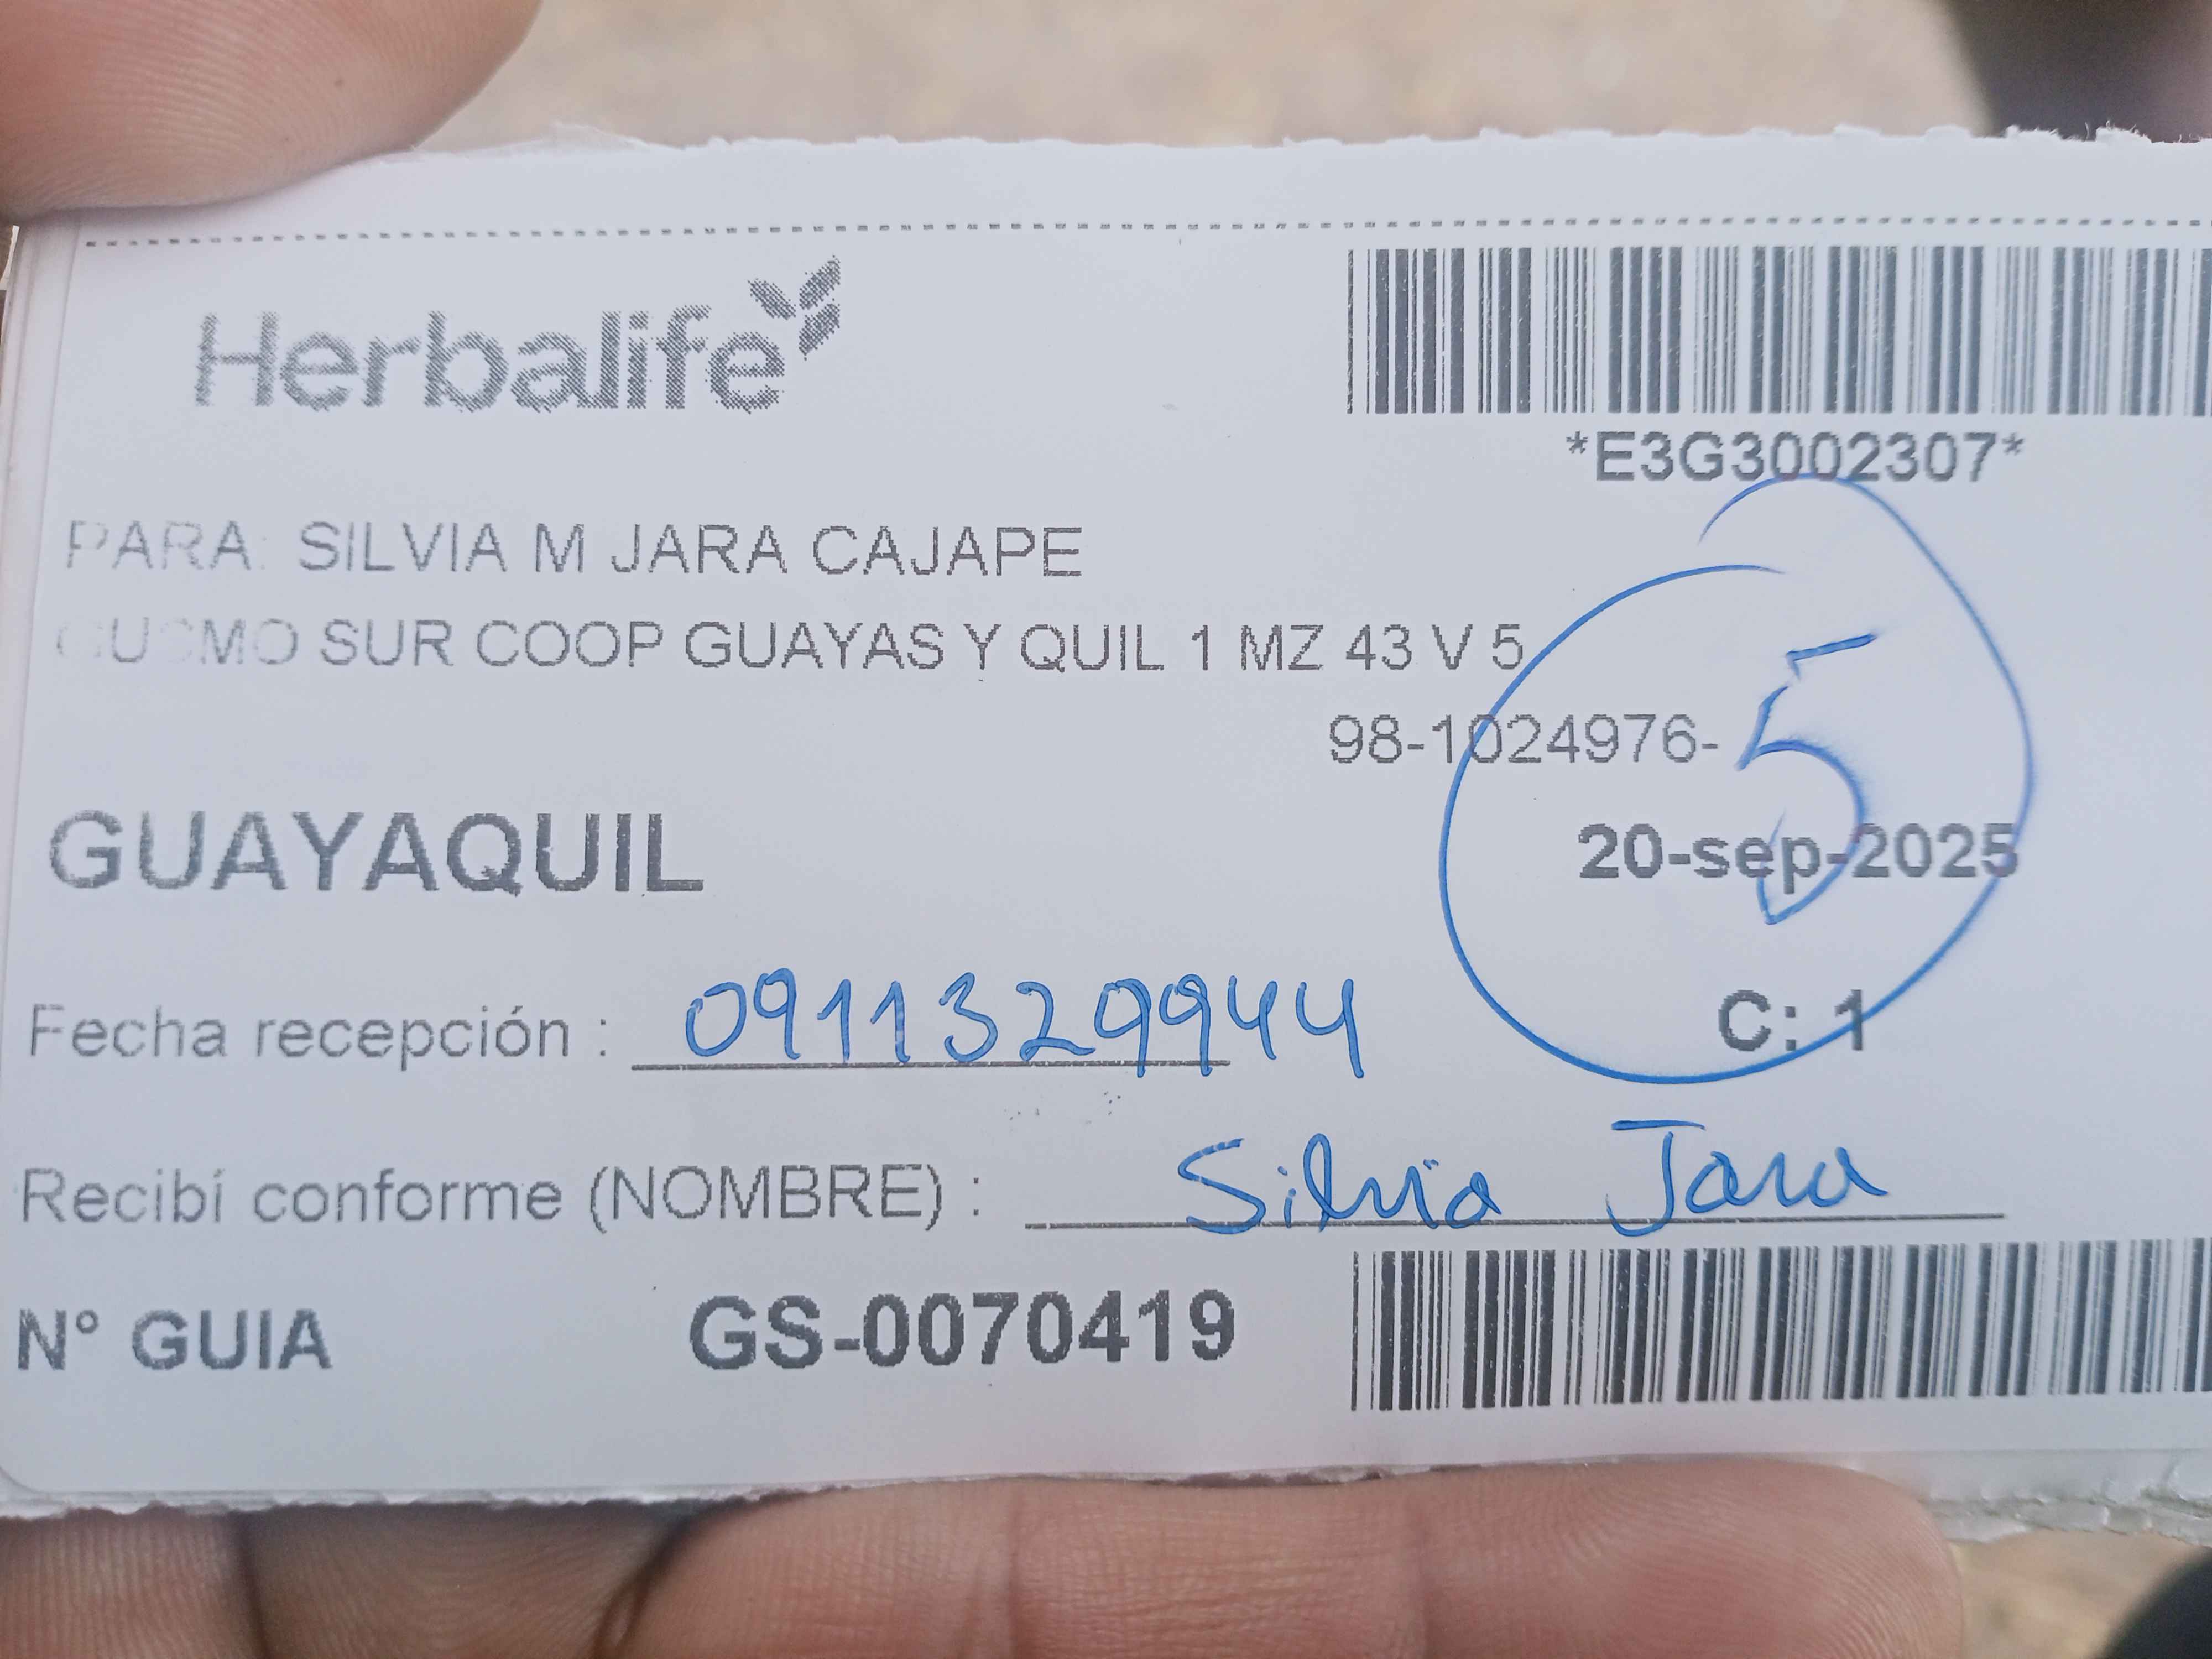 Herbalife
*E3G3002307*
PARA: SILVIA M JARA CAJAPE
GUSMO SUR COOP GUAYAS Y QUIL 1 MZ 43 V 5
98-1024976-
5
GUAYAQUIL
20-sep-2025
Fecha recepción : 0911329944
C: 1
Recibí conforme (NOMBRE) : Silvia Jara
N° GUIA GS-0070419